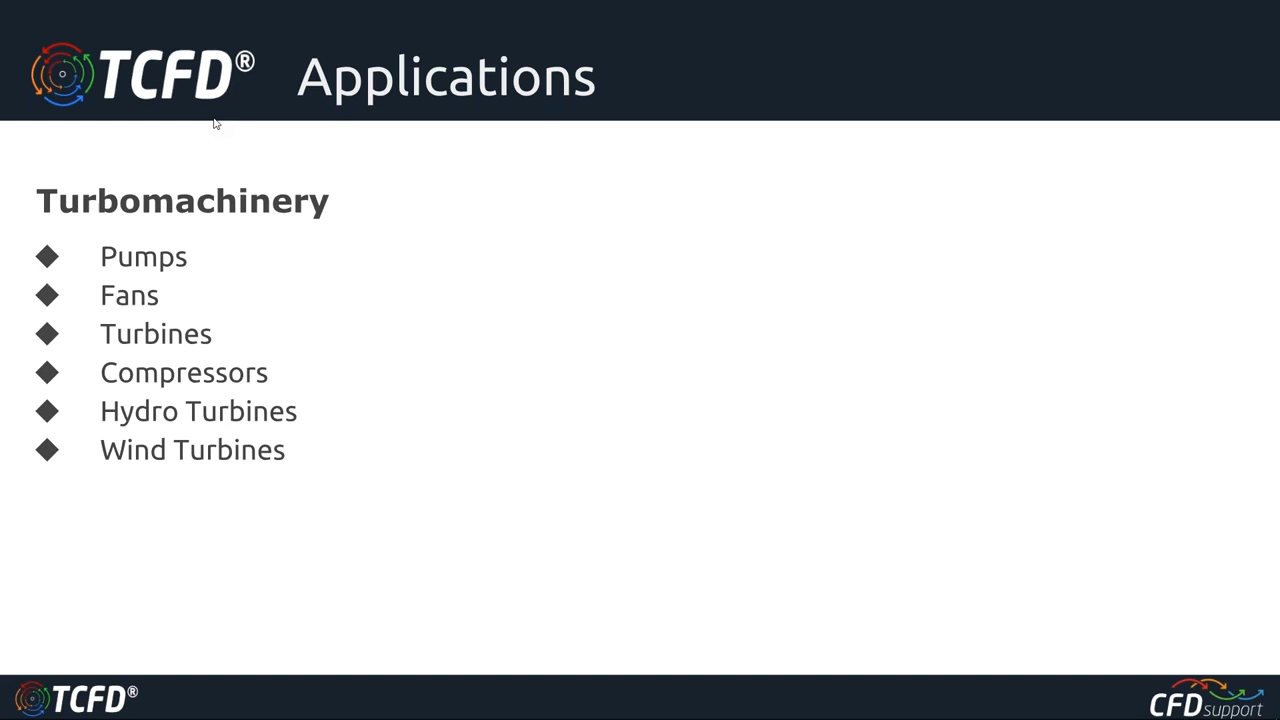 TCFD® Applications
Turbomachinery
Pumps
Fans
Turbines
Compressors
Hydro Turbines
Wind Turbines
TCFD®
CFDsupport